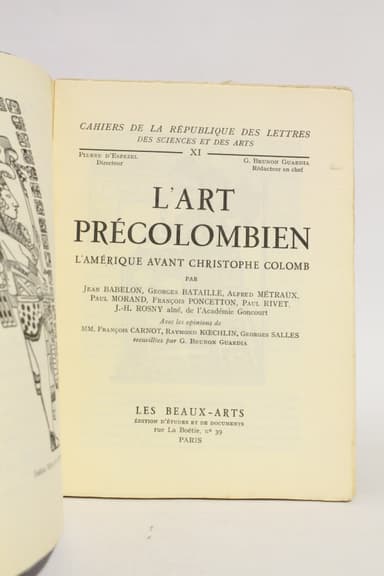 CAHIERS DE LA RÉPUBLIQUE DES LETTRES
DES SCIENCES ET DES ARTS
XI
PIERRE D'ESPEZEL
Directeur
G. BRUNON GUARDIA
Rédacteur en chef
L'ART
PRÉCOLOMBIEN
L'AMÉRIQUE AVANT CHRISTOPHE COLOMB
PAR
JEAN BABELON, GEORGES BATAILLE, ALFRED MÉTRAUX,
PAUL MORAND, FRANÇOIS PONCETTON, PAUL RIVET,
J.-H. ROSNY aîné, de l'Académie Goncourt
Avec les opinions de
MM. FRANÇOIS CARNOT, RAYMOND KŒCHLIN, GEORGES SALLES
recueillies par G. BRUNON GUARDIA
LES BEAUX-ARTS
ÉDITION D'ÉTUDES ET DE DOCUMENTS
rue La Boëtie, nº 39
PARIS